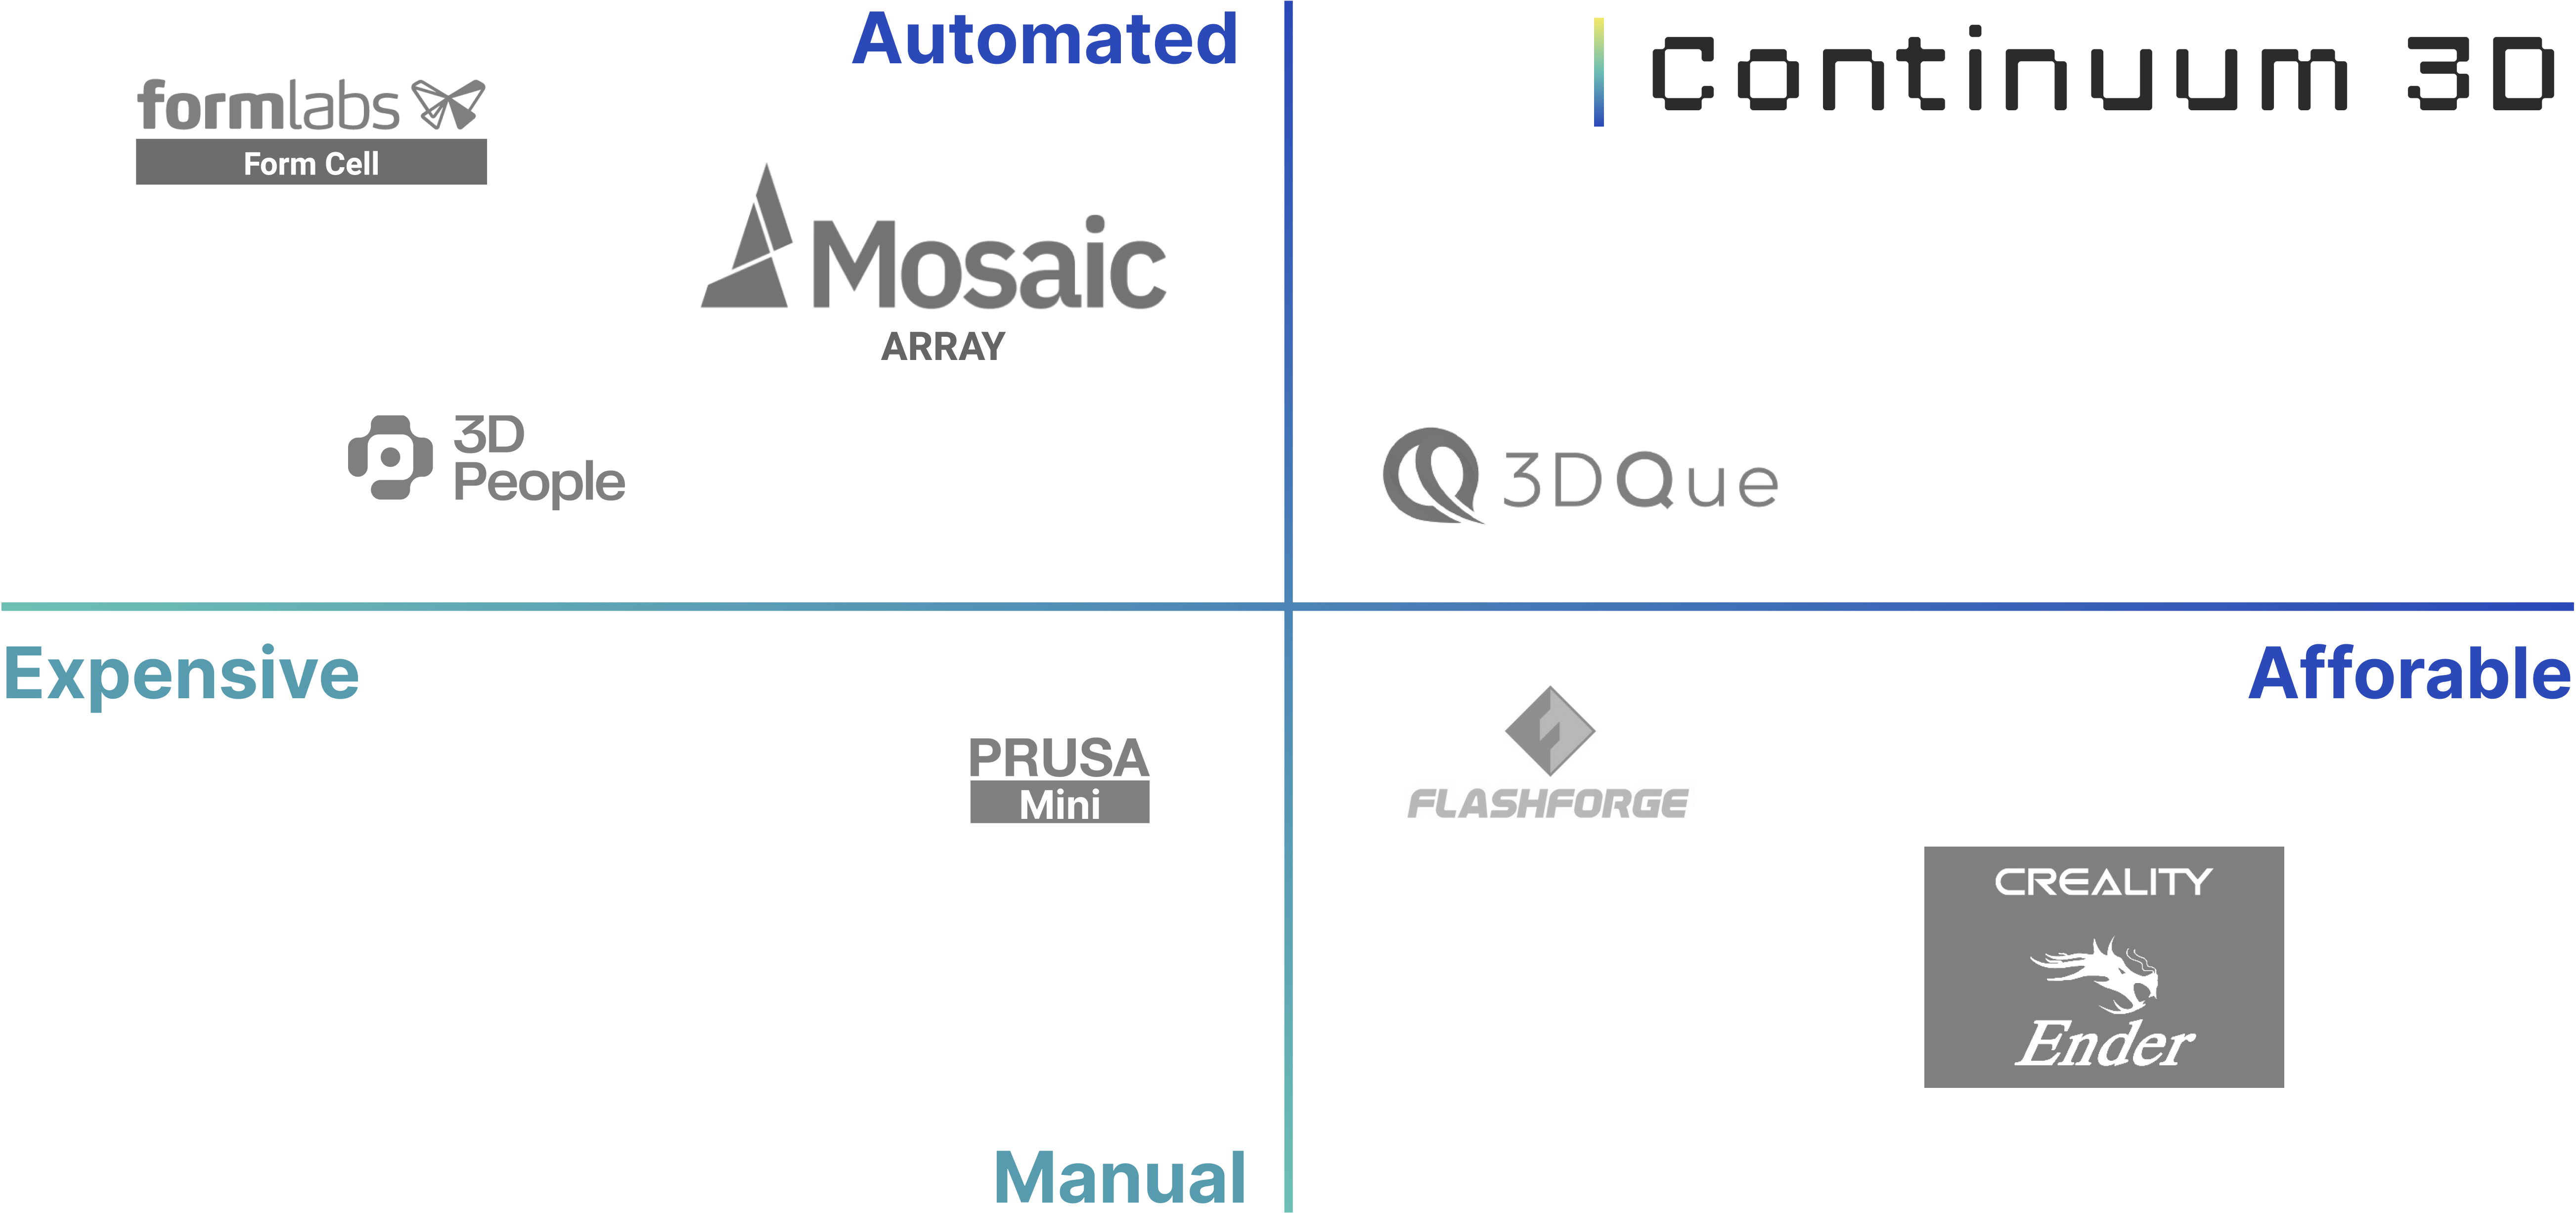 Automated
Continuum 3D
formlabs
Form Cell
Mosaic
ARRAY
3D
People
3DQue
Expensive
Afforable
PRUSA
Mini
FLASHFORGE
CREALITY
Ender
Manual